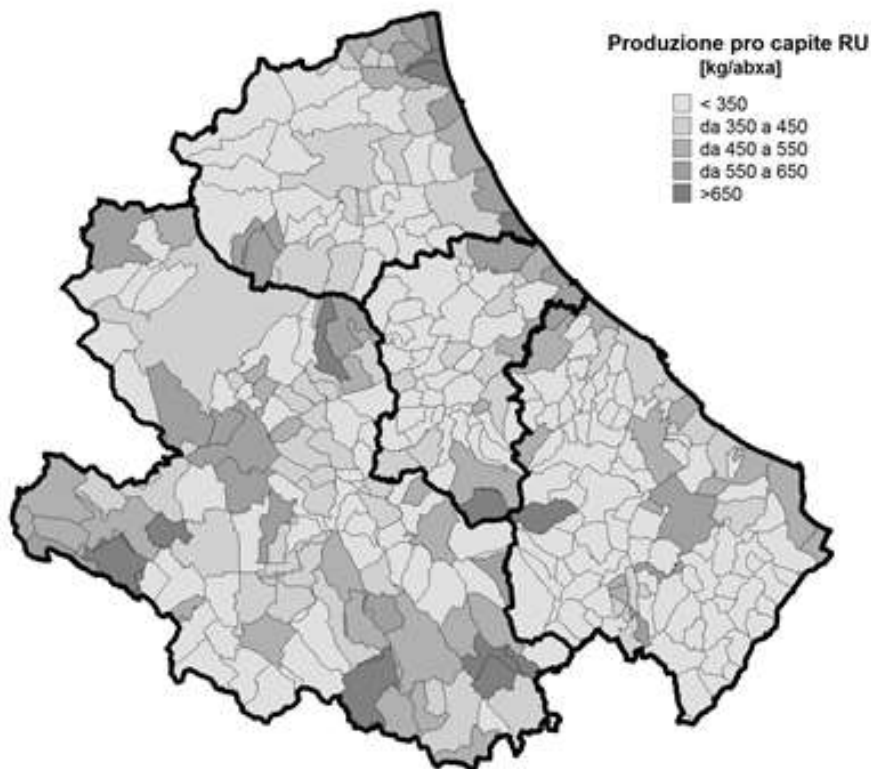 Produzione pro capite RU
[kg/abxa]
< 350
da 350 a 450
da 450 a 550
da 550 a 650
>650